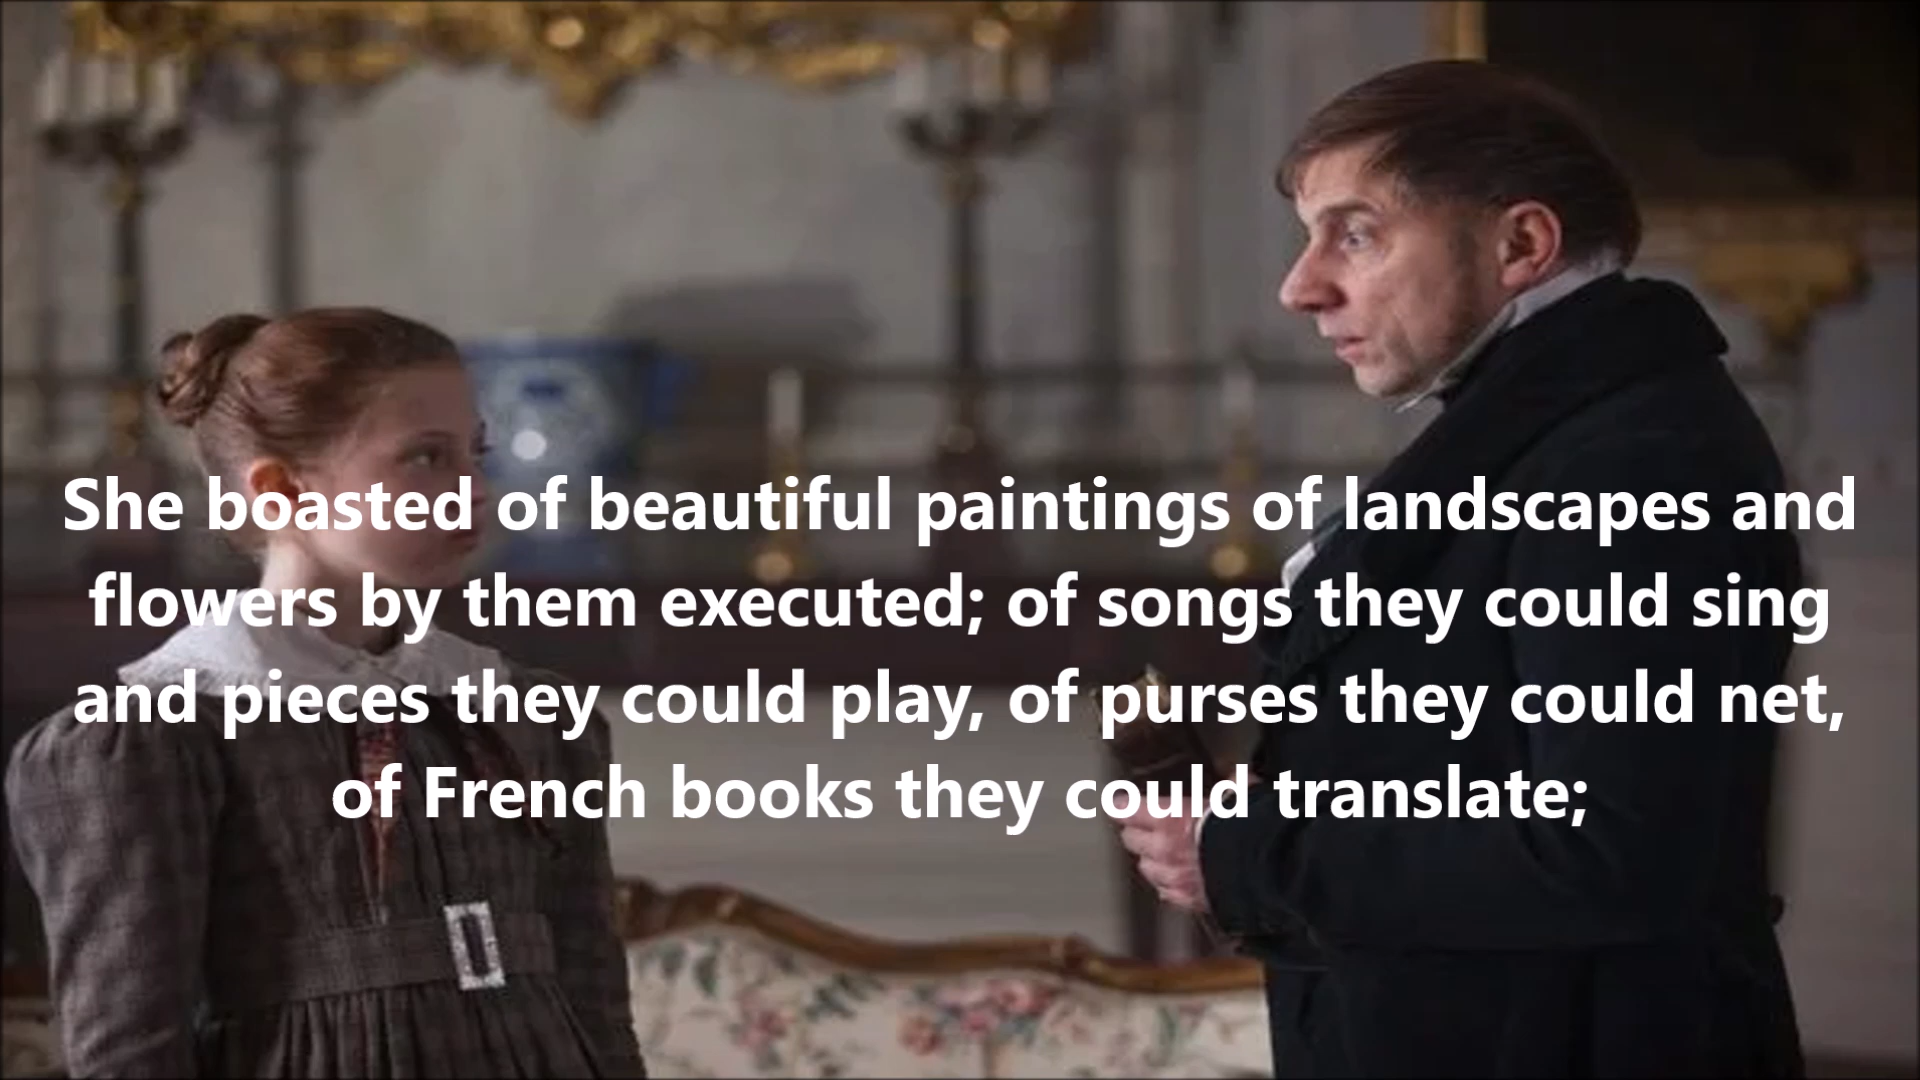 She boasted of beautiful paintings of landscapes and
flowers by them executed; of songs they could sing
and pieces they could play, of purses they could net,
of French books they could translate;